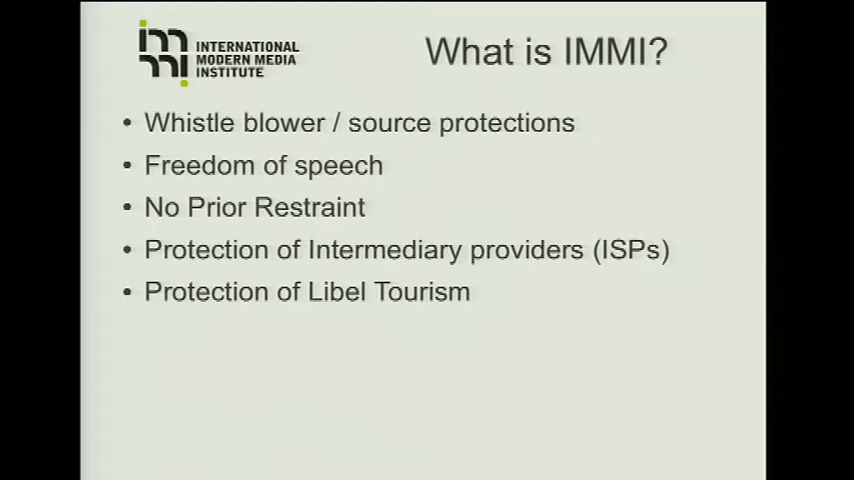 INTERNATIONAL
MODERN MEDIA
INSTITUTE
What is IMMI?
• Whistle blower / source protections
• Freedom of speech
• No Prior Restraint
• Protection of Intermediary providers (ISPs)
• Protection of Libel Tourism